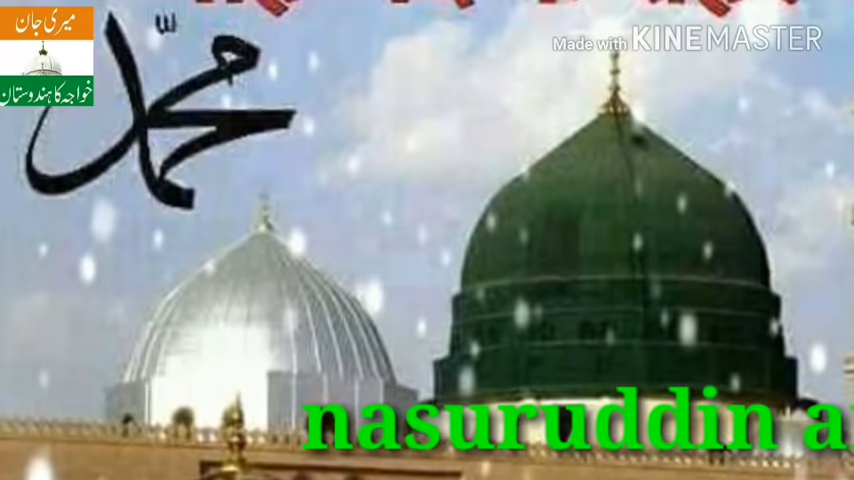 میری جان
خواجہ کا ہندوستان
محمد
Made with KINEMASTER
nasuruddin a